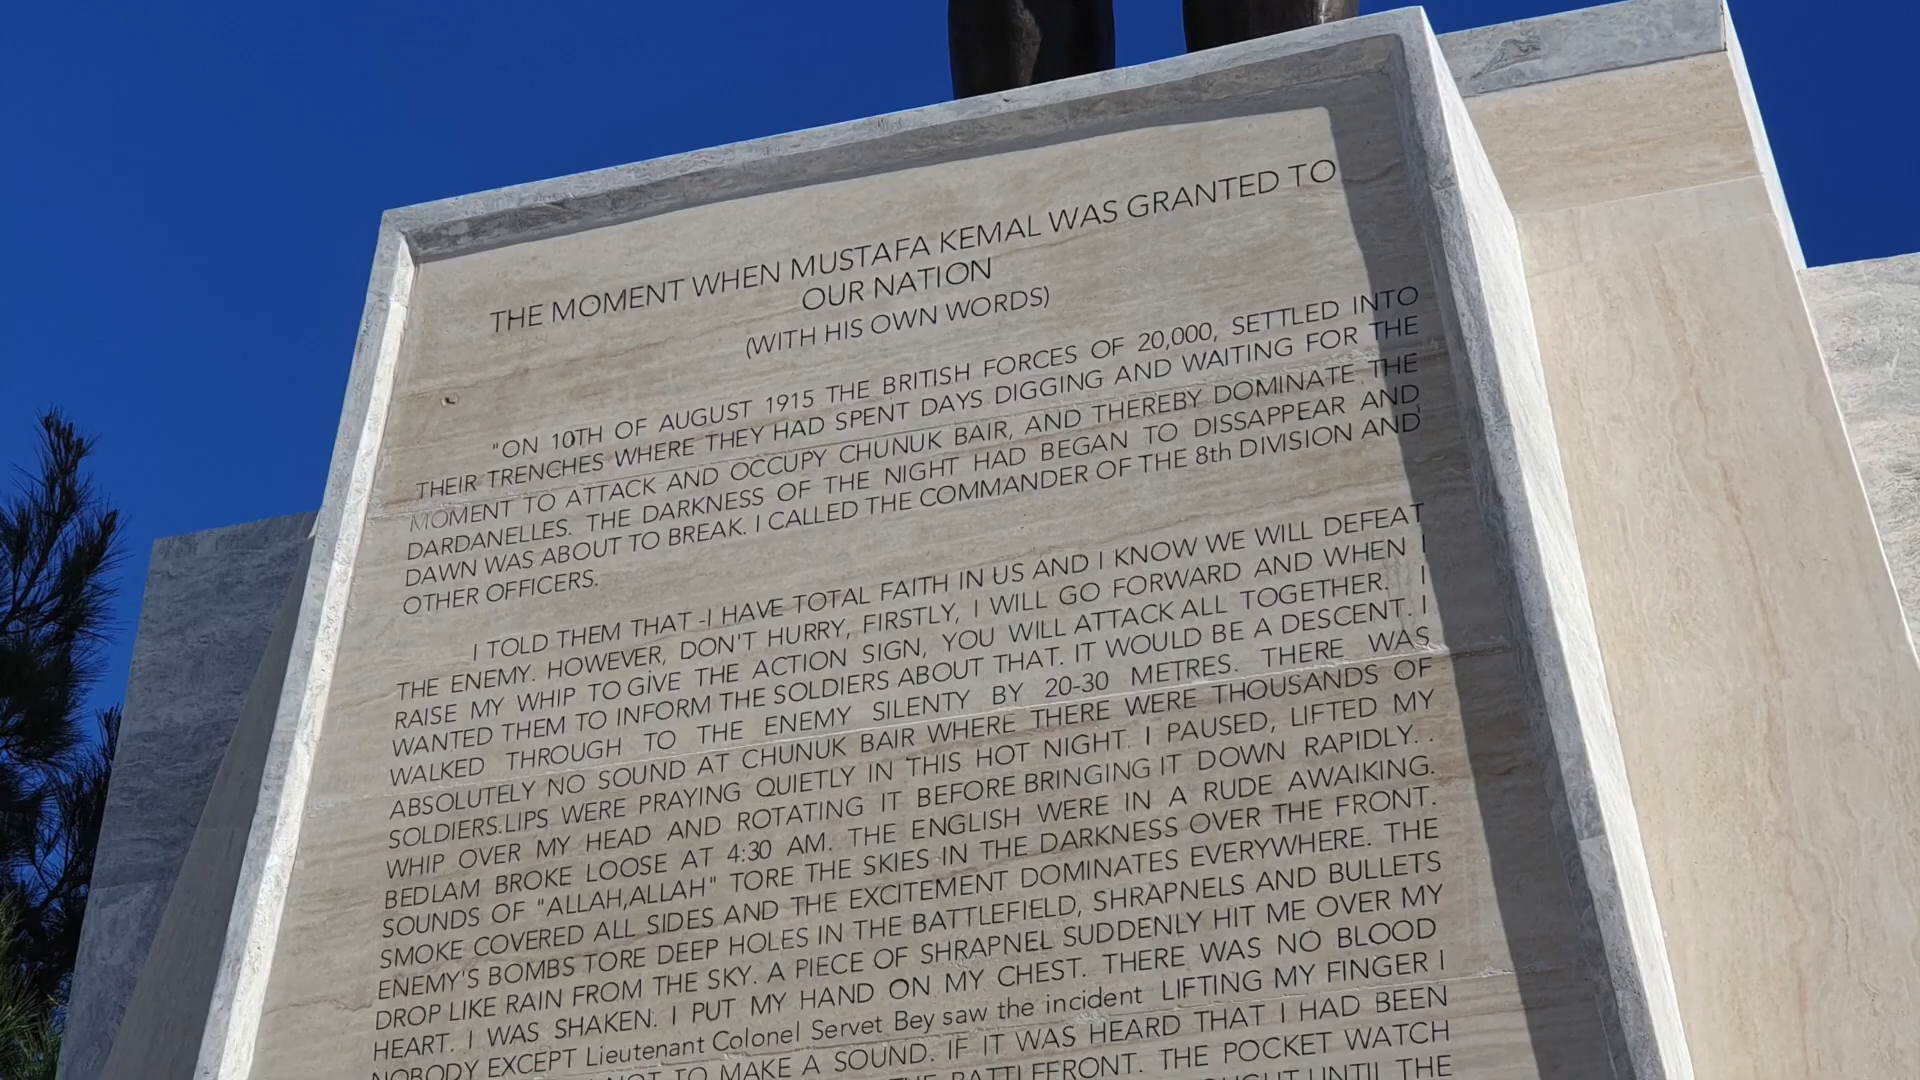 THE MOMENT WHEN MUSTAFA KEMAL WAS GRANTED TO
OUR NATION
(WITH HIS OWN WORDS)
"ON 10TH OF AUGUST 1915 THE BRITISH FORCES OF 20,000, SETTLED INTO
THEIR TRENCHES WHERE THEY HAD SPENT DAYS DIGGING AND WAITING FOR THE
MOMENT TO ATTACK AND OCCUPY CHUNUK BAIR, AND THEREBY DOMINATE THE
DARDANELLES. THE DARKNESS OF THE NIGHT HAD BEGAN TO DISSAPPEAR AND
DAWN WAS ABOUT TO BREAK. I CALLED THE COMMANDER OF THE 8th DIVISION AND
OTHER OFFICERS.
I TOLD THEM THAT -I HAVE TOTAL FAITH IN US AND I KNOW WE WILL DEFEAT
THE ENEMY. HOWEVER, DON'T HURRY, FIRSTLY, I WILL GO FORWARD AND WHEN I
RAISE MY WHIP TO GİVE THE ACTION SIGN, YOU WILL ATTACK ALL TOGETHER. I
WANTED THEM TO INFORM THE SOLDIERS ABOUT THAT. IT WOULD BE A DESCENT. I
WALKED THROUGH TO THE ENEMY SILENTY BY 20-30 METRES. THERE WAS
ABSOLUTELY NO SOUND AT CHUNUK BAIR WHERE THERE WERE THOUSANDS OF
SOLDIERS.LIPS WERE PRAYING QUIETLY IN THIS HOT NIGHT. I PAUSED, LIFTED MY
WHIP OVER MY HEAD AND ROTATING IT BEFORE BRINGING IT DOWN RAPIDLY. .
BEDLAM BROKE LOOSE AT 4:30 AM. THE ENGLISH WERE IN A RUDE AWAIKING.
SOUNDS OF "ALLAH,ALLAH" TORE THE SKIES IN THE DARKNESS OVER THE FRONT.
SMOKE COVERED ALL SIDES AND THE EXCITEMENT DOMINATES EVERYWHERE. THE
ENEMY'S BOMBS TORE DEEP HOLES IN THE BATTLEFIELD, SHRAPNELS AND BULLETS
DROP LIKE RAIN FROM THE SKY. A PIECE OF SHRAPNEL SUDDENLY HIT ME OVER MY
HEART. I WAS SHAKEN. I PUT MY HAND ON MY CHEST. THERE WAS NO BLOOD
NOBODY EXCEPT Lieutenant Colonel Servet Bey saw the incident LIFTING MY FINGER I
NOT TO MAKE A SOUND. IF IT WAS HEARD THAT I HAD BEEN
THE BATTLEFRONT. THE POCKET WATCH
UNTIL THE